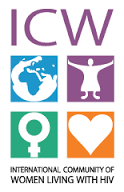 ICW
INTERNATIONAL COMMUNITY OF
WOMEN LIVING WITH HIV